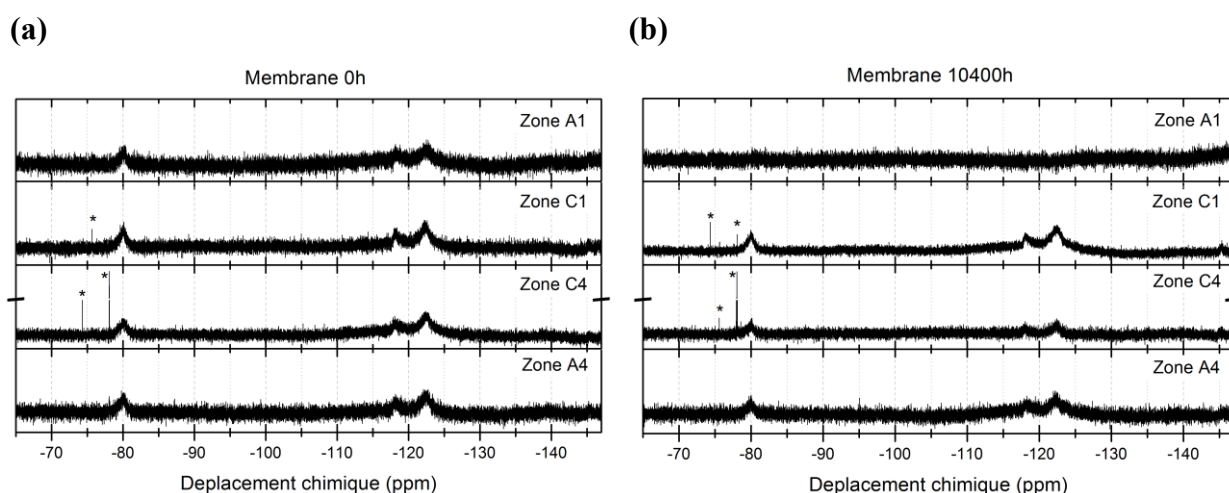 (a)
Membrane 0h
Zone A1
*
Zone C1
*
*
Zone C4
Zone A4
-70 -80 -90 -100 -110 -120 -130 -140
Deplacement chimique (ppm)
(b)
Membrane 10400h
Zone A1
*
*
Zone C1
*
*
Zone C4
Zone A4
-70 -80 -90 -100 -110 -120 -130 -140
Deplacement chimique (ppm)